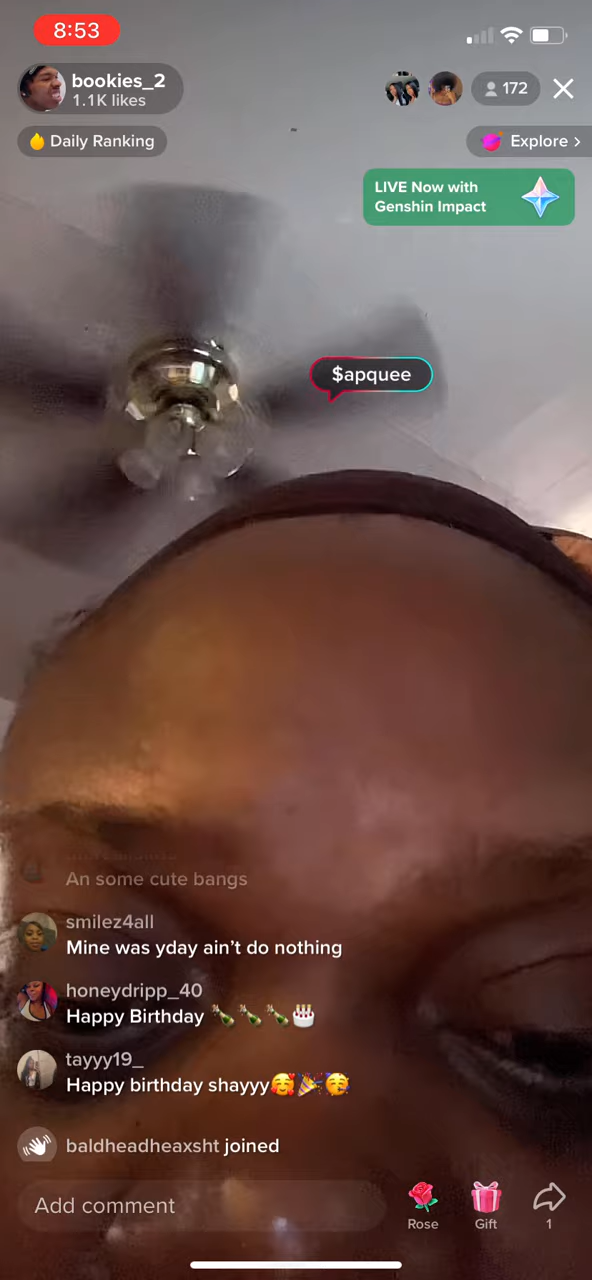 8:53
bookies_2
1.1K likes
172
Daily Ranking
Explore >
LIVE Now with
Genshin Impact
$apquee
An some cute bangs
smilez4all
Mine was yday ain't do nothing
honeydripp_40
Happy Birthday 🍾🍾🍾🎂
tayyy19_
Happy birthday shayyy🥰🎉🥳
baldheadheaxsht joined
Add comment
Rose
Gift
1